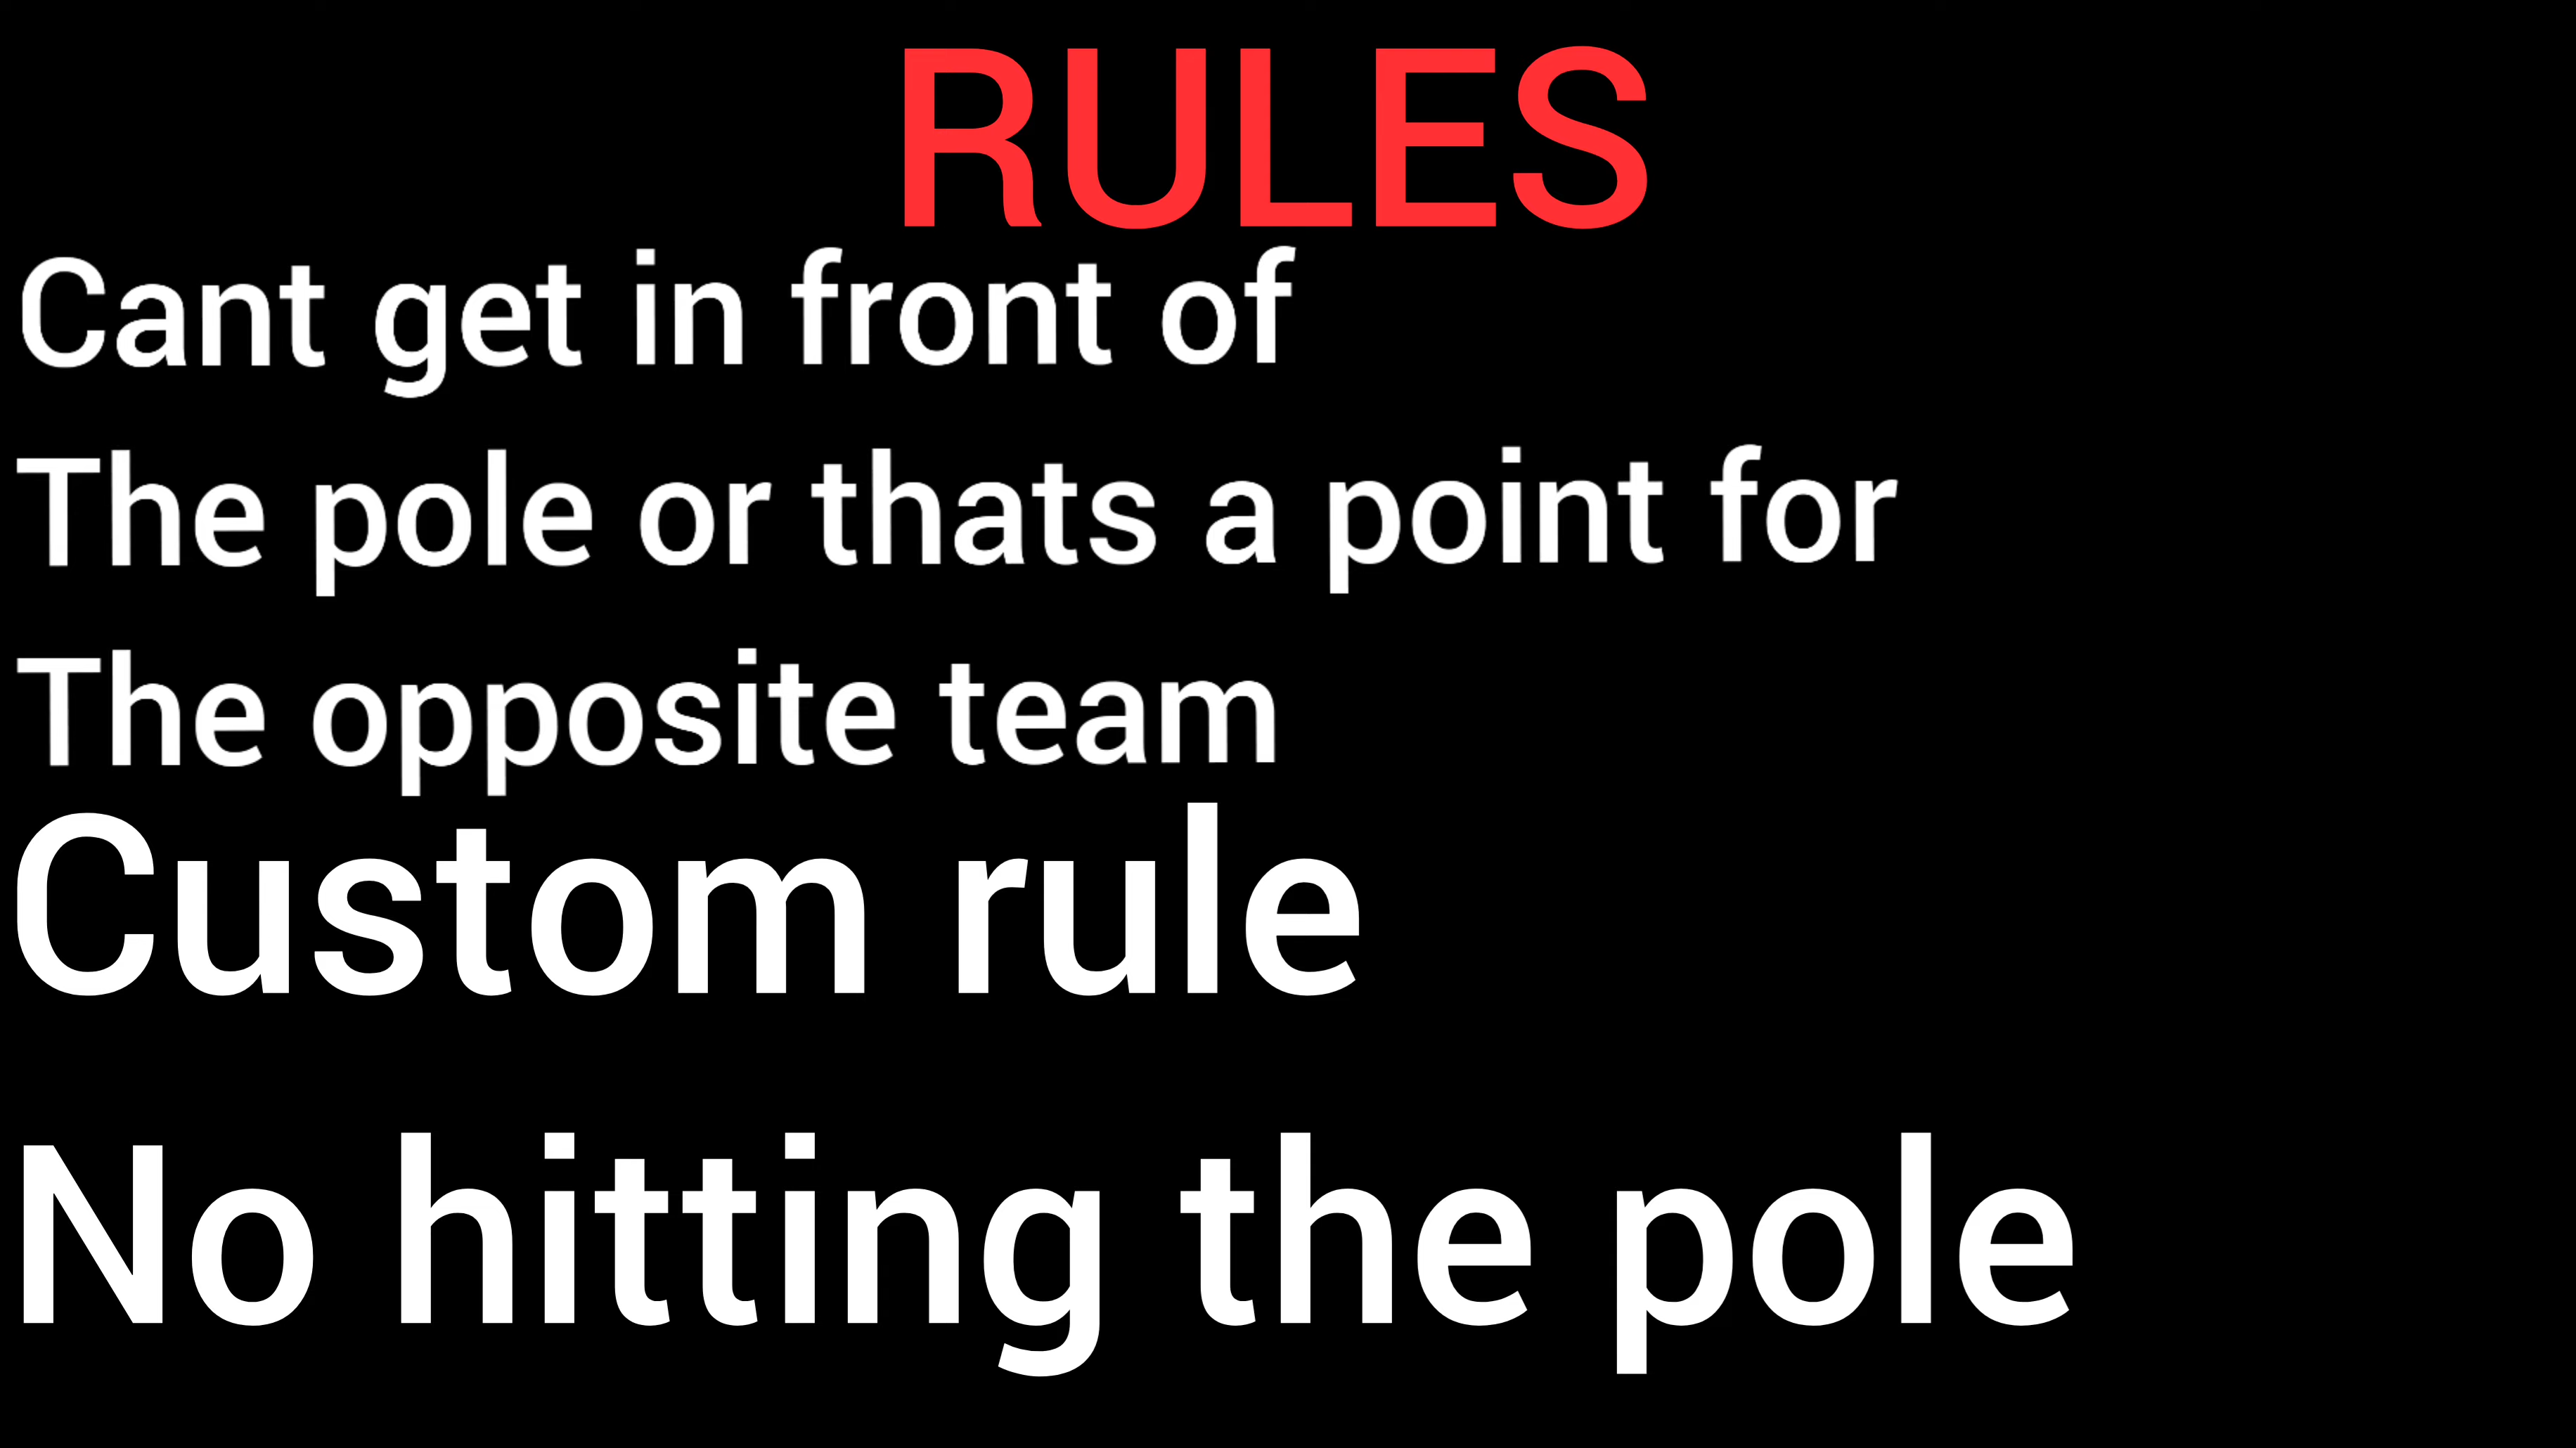 RULES
Cant get in front of
The pole or thats a point for
The opposite team
Custom rule
No hitting the pole